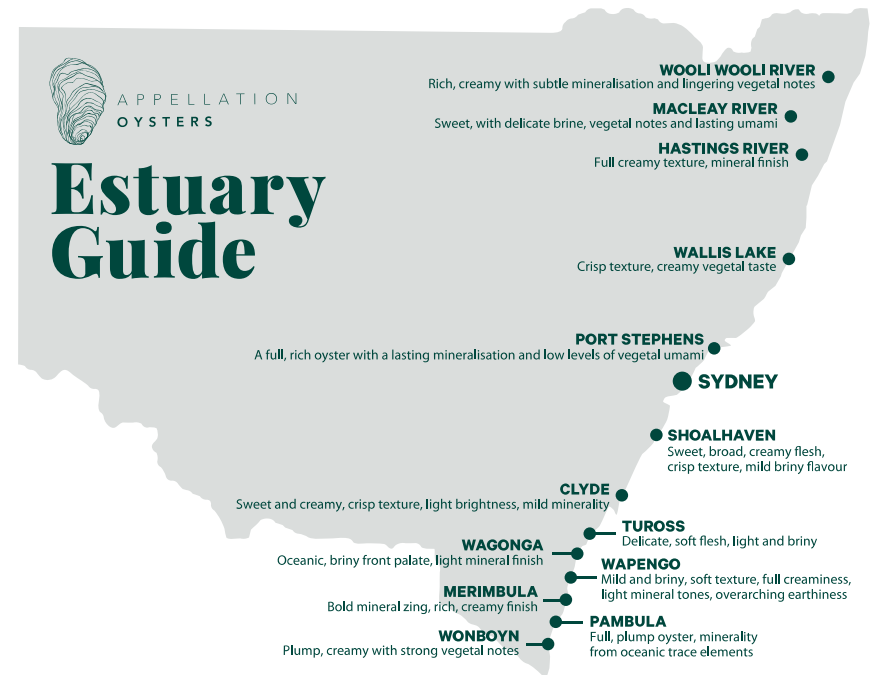 APPELLATION
OYSTERS
Estuary
Guide
WOOLI WOOLI RIVER
Rich, creamy with subtle mineralisation and lingering vegetal notes
MACLEAY RIVER
Sweet, with delicate brine, vegetal notes and lasting umami
HASTINGS RIVER
Full creamy texture, mineral finish
WALLIS LAKE
Crisp texture, creamy vegetal taste
PORT STEPHENS
A full, rich oyster with a lasting mineralisation and low levels of vegetal umami
SYDNEY
SHOALHAVEN
Sweet, broad, creamy flesh,
crisp texture, mild briny flavour
CLYDE
Sweet and creamy, crisp texture, light brightness, mild minerality
TUROSS
Delicate, soft flesh, light and briny
WAGONGA
Oceanic, briny front palate, light mineral finish
WAPENGO
Mild and briny, soft texture, full creaminess,
light mineral tones, overarching earthiness
MERIMBULA
Bold mineral zing, rich, creamy finish
PAMBULA
Full, plump oyster, minerality
from oceanic trace elements
WONBOYN
Plump, creamy with strong vegetal notes